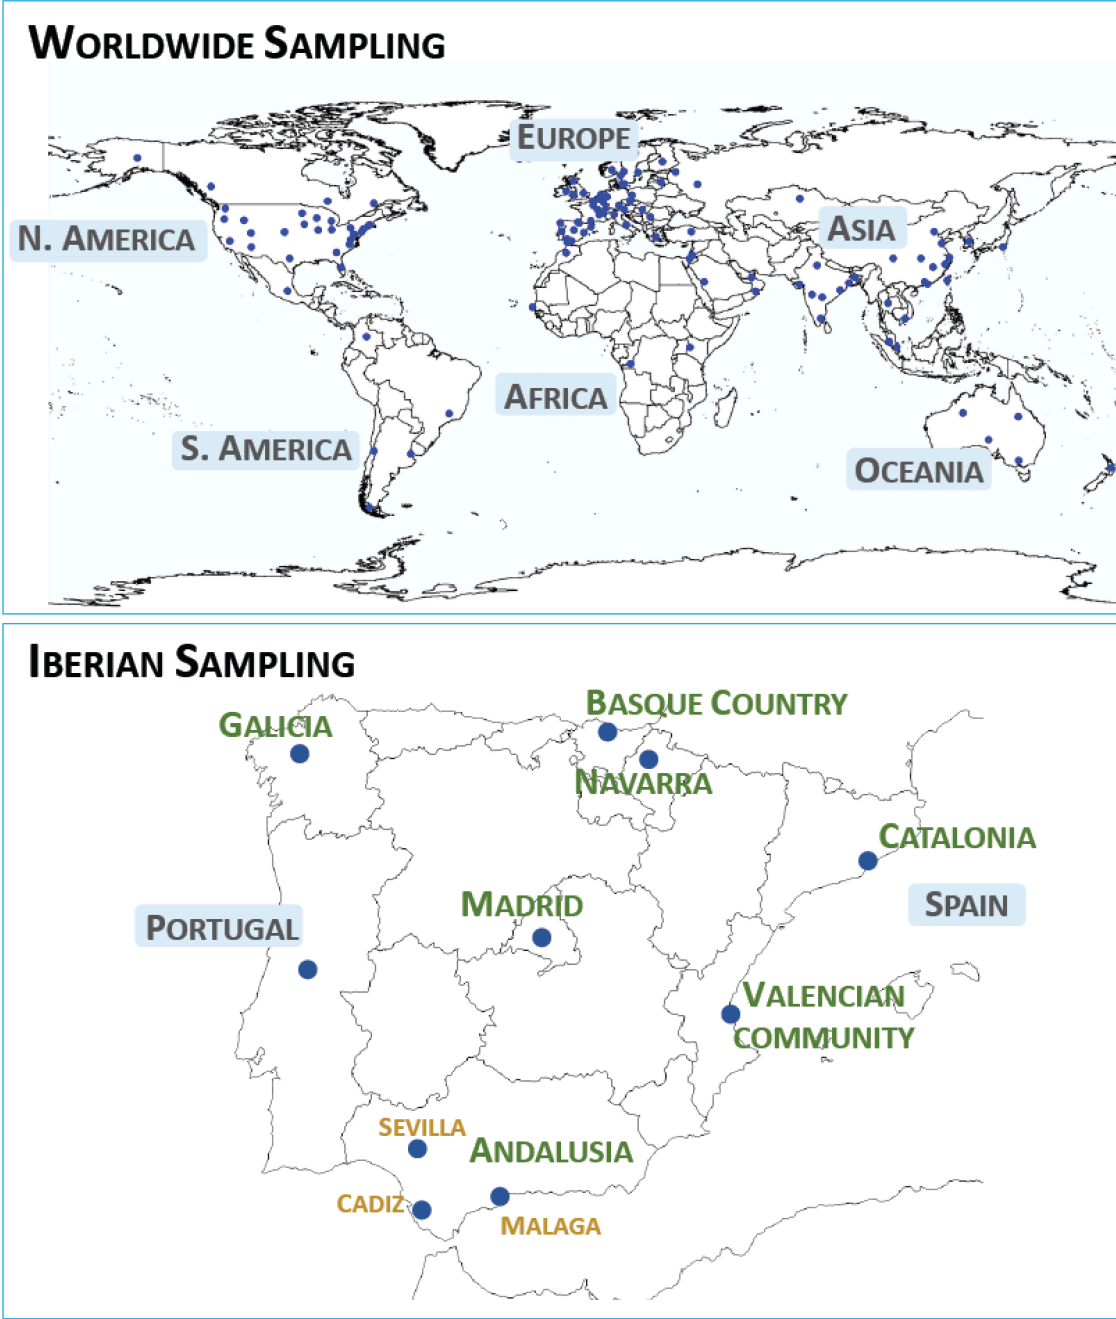 WORLDWIDE SAMPLING
EUROPE
N. AMERICA
ASIA
AFRICA
S. AMERICA
OCEANIA
IBERIAN SAMPLING
BASQUE COUNTRY
GALICIA
NAVARRA
CATALONIA
MADRID
SPAIN
PORTUGAL
VALENCIAN
COMMUNITY
SEVILLA
ANDALUSIA
CADIZ
MALAGA